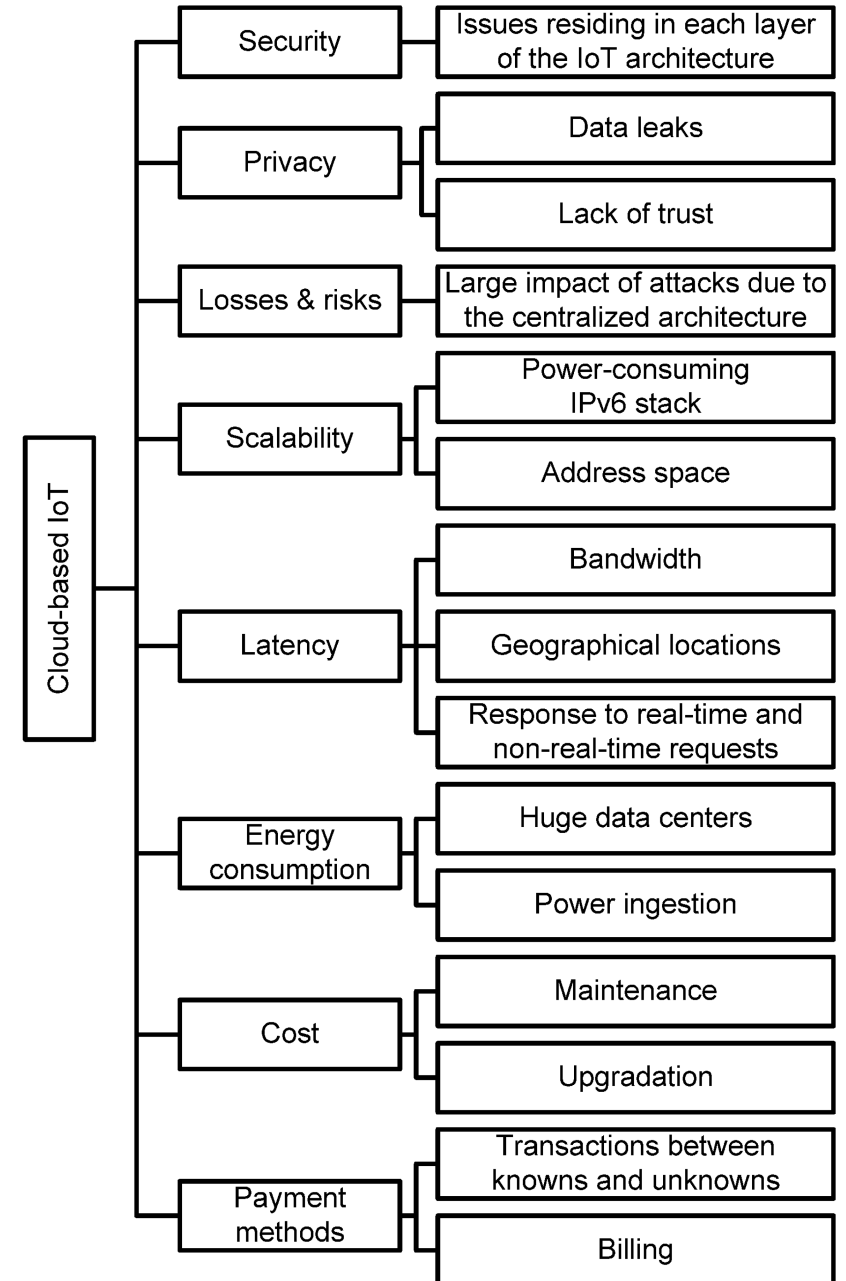 Cloud-based IoT
Security
Issues residing in each layer
of the IoT architecture
Privacy
Data leaks
Lack of trust
Losses & risks
Large impact of attacks due to
the centralized architecture
Scalability
Power-consuming
IPv6 stack
Address space
Latency
Bandwidth
Geographical locations
Response to real-time and
non-real-time requests
Energy
consumption
Huge data centers
Power ingestion
Cost
Maintenance
Upgradation
Payment
methods
Transactions between
knowns and unknowns
Billing